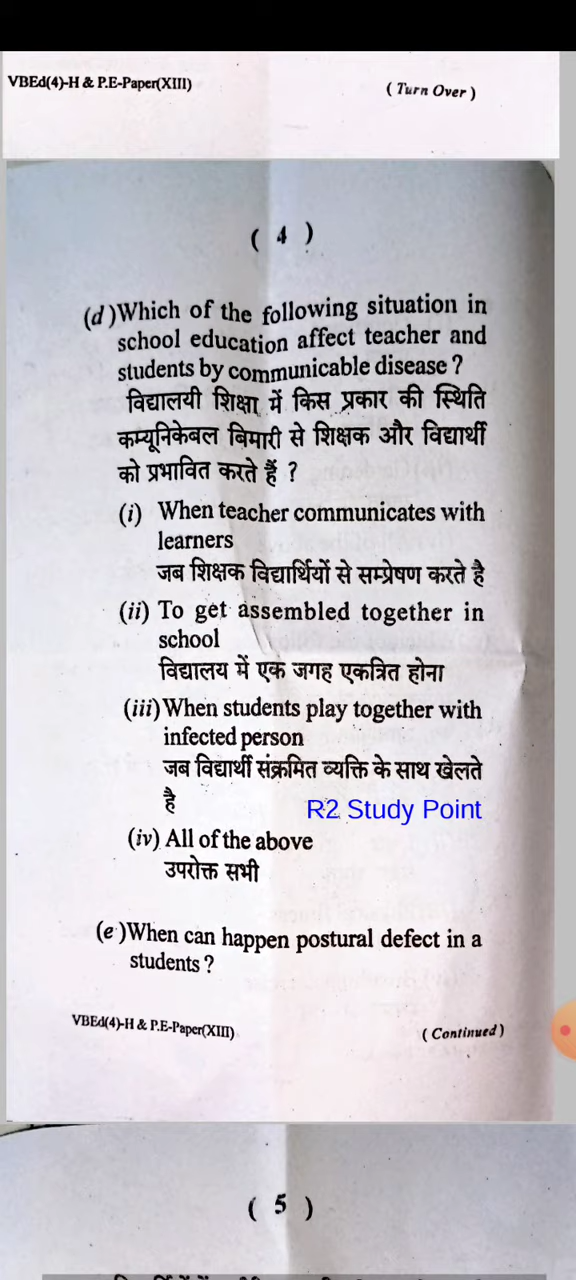 VBEd(4)-H & P.E-Paper(XIII)
( Turn Over )
( 4 )
(d) Which of the following situation in
school education affect teacher and
students by communicable disease ?
विद्यालयी शिक्षा में किस प्रकार की स्थिति
कम्यूनिकेबल बिमारी से शिक्षक और विद्यार्थी
को प्रभावित करते हैं ?
(i) When teacher communicates with
learners
जब शिक्षक विद्यार्थियों से सम्प्रेषण करते है
(ii) To get assembled together in
school
विद्यालय में एक जगह एकत्रित होना
(iii) When students play together with
infected person
जब विद्यार्थी संक्रमित व्यक्ति के साथ खेलते
है
R2 Study Point
(iv) All of the above
उपरोक्त सभी
(e) When can happen postural defect in a
students ?
VBEd(4)-H & P.E-Paper(XIII)
( Continued )
( 5 )